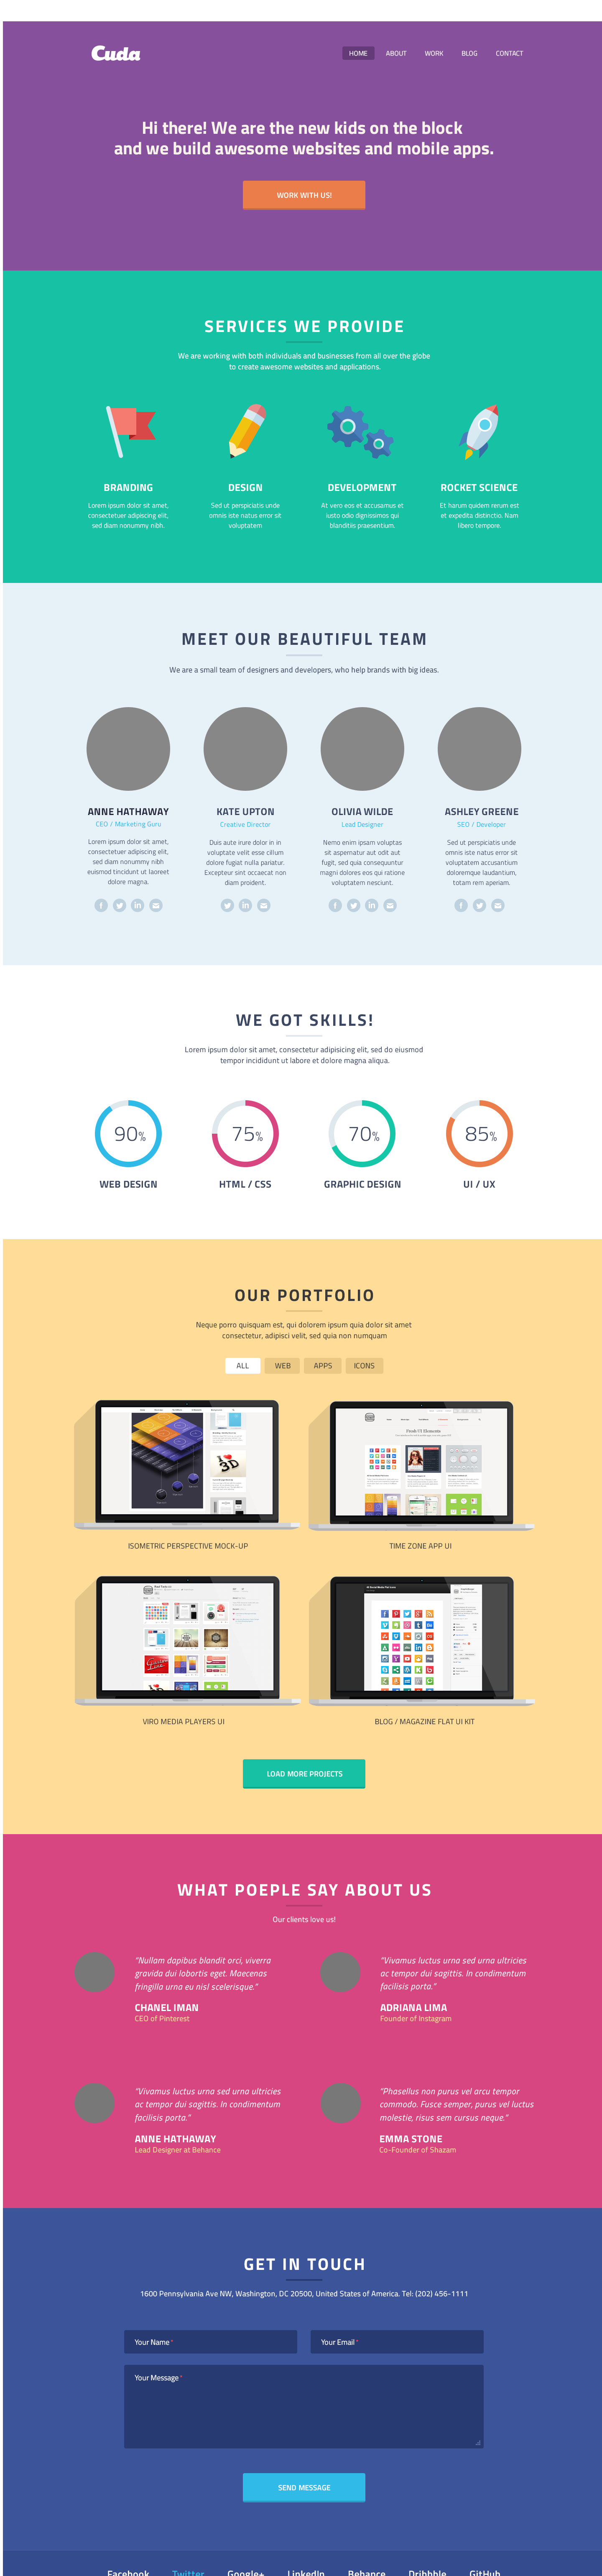 Cuda
HOME ABOUT WORK BLOG CONTACT
Hi there! We are the new kids on the block
and we build awesome websites and mobile apps.
WORK WITH US!
SERVICES WE PROVIDE
We are working with both individuals and businesses from all over the globe
to create awesome websites and applications.
BRANDING
Lorem ipsum dolor sit amet,
consectetuer adipiscing elit,
sed diam nonummy nibh.
DESIGN
Sed ut perspiciatis unde
omnis iste natus error sit
voluptatem
DEVELOPMENT
At vero eos et accusamus et
iusto odio dignissimos qui
blanditiis praesentium.
ROCKET SCIENCE
Et harum quidem rerum est
et expedita distinctio. Nam
libero tempore.
MEET OUR BEAUTIFUL TEAM
We are a small team of designers and developers, who help brands with big ideas.
ANNE HATHAWAY
CEO / Marketing Guru
Lorem ipsum dolor sit amet,
consectetuer adipiscing elit,
sed diam nonummy nibh
euismod tincidunt ut laoreet
dolore magna.
KATE UPTON
Creative Director
Duis aute irure dolor in in
voluptate velit esse cillum
dolore fugiat nulla pariatur.
Excepteur sint occaecat non
diam proident.
OLIVIA WILDE
Lead Designer
Nemo enim ipsam voluptas
sit aspernatur aut odit aut
fugit, sed quia consequuntur
magni dolores eos qui ratione
voluptatem nesciunt.
ASHLEY GREENE
SEO / Developer
Sed ut perspiciatis unde
omnis iste natus error sit
voluptatem accusantium
doloremque laudantium,
totam rem aperiam.
WE GOT SKILLS!
Lorem ipsum dolor sit amet, consectetur adipisicing elit, sed do eiusmod
tempor incididunt ut labore et dolore magna aliqua.
90%
WEB DESIGN
75%
HTML / CSS
70%
GRAPHIC DESIGN
85%
UI / UX
OUR PORTFOLIO
Neque porro quisquam est, qui dolorem ipsum quia dolor sit amet
consectetur, adipisci velit, sed quia non numquam
ALL WEB APPS ICONS
ISOMETRIC PERSPECTIVE MOCK-UP
Fresh UI Elements
TIME ZONE APP UI
VIRO MEDIA PLAYERS UI
BLOG / MAGAZINE FLAT UI KIT
LOAD MORE PROJECTS
WHAT POEPLE SAY ABOUT US
Our clients love us!
“Nullam dapibus blandit orci, viverra
gravida dui lobortis eget. Maecenas
fringilla urna eu nisl scelerisque.”
CHANEL IMAN
CEO of Pinterest
“Vivamus luctus urna sed urna ultricies
ac tempor dui sagittis. In condimentum
facilisis porta.”
ADRIANA LIMA
Founder of Instagram
“Vivamus luctus urna sed urna ultricies
ac tempor dui sagittis. In condimentum
facilisis porta.”
ANNE HATHAWAY
Lead Designer at Behance
“Phasellus non purus vel arcu tempor
commodo. Fusce semper, purus vel luctus
molestie, risus sem cursus neque.”
EMMA STONE
Co-Founder of Shazam
GET IN TOUCH
1600 Pennsylvania Ave NW, Washington, DC 20500, United States of America. Tel: (202) 456-1111
Your Name*
Your Email*
Your Message*
SEND MESSAGE
Facebook Twitter Google+ LinkedIn Behance Dribbble GitHub